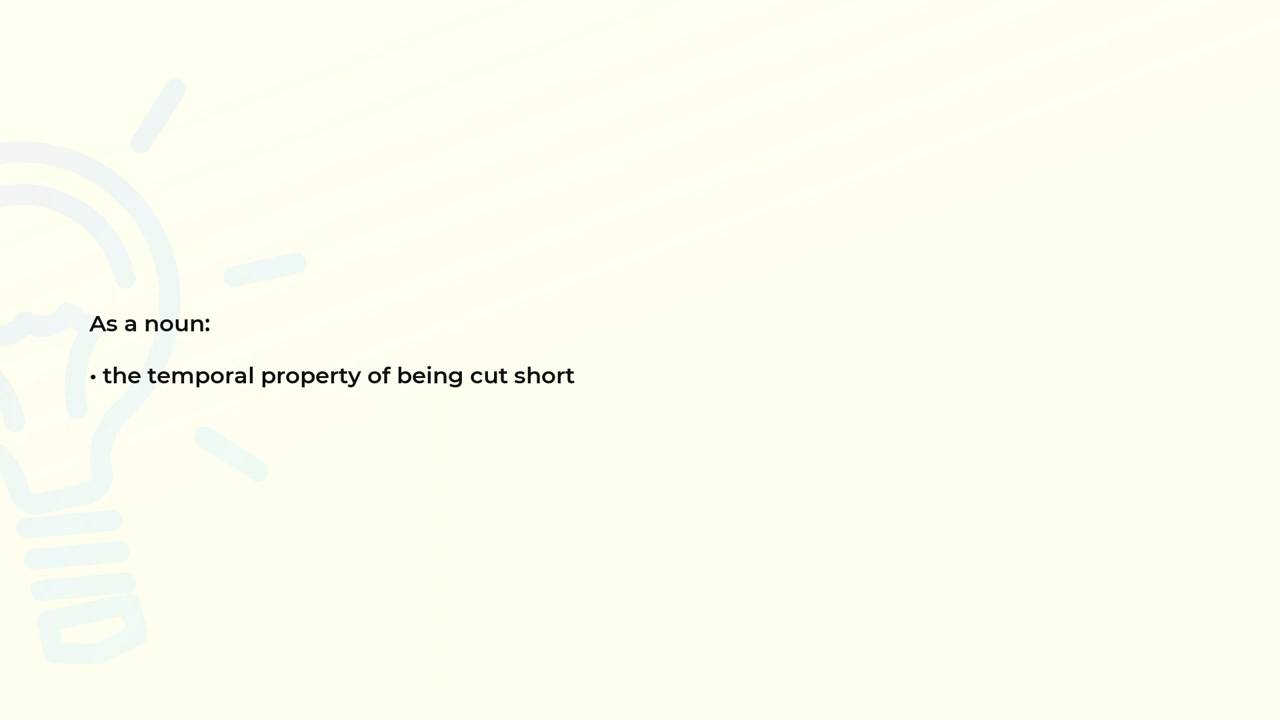 As a noun:
• the temporal property of being cut short